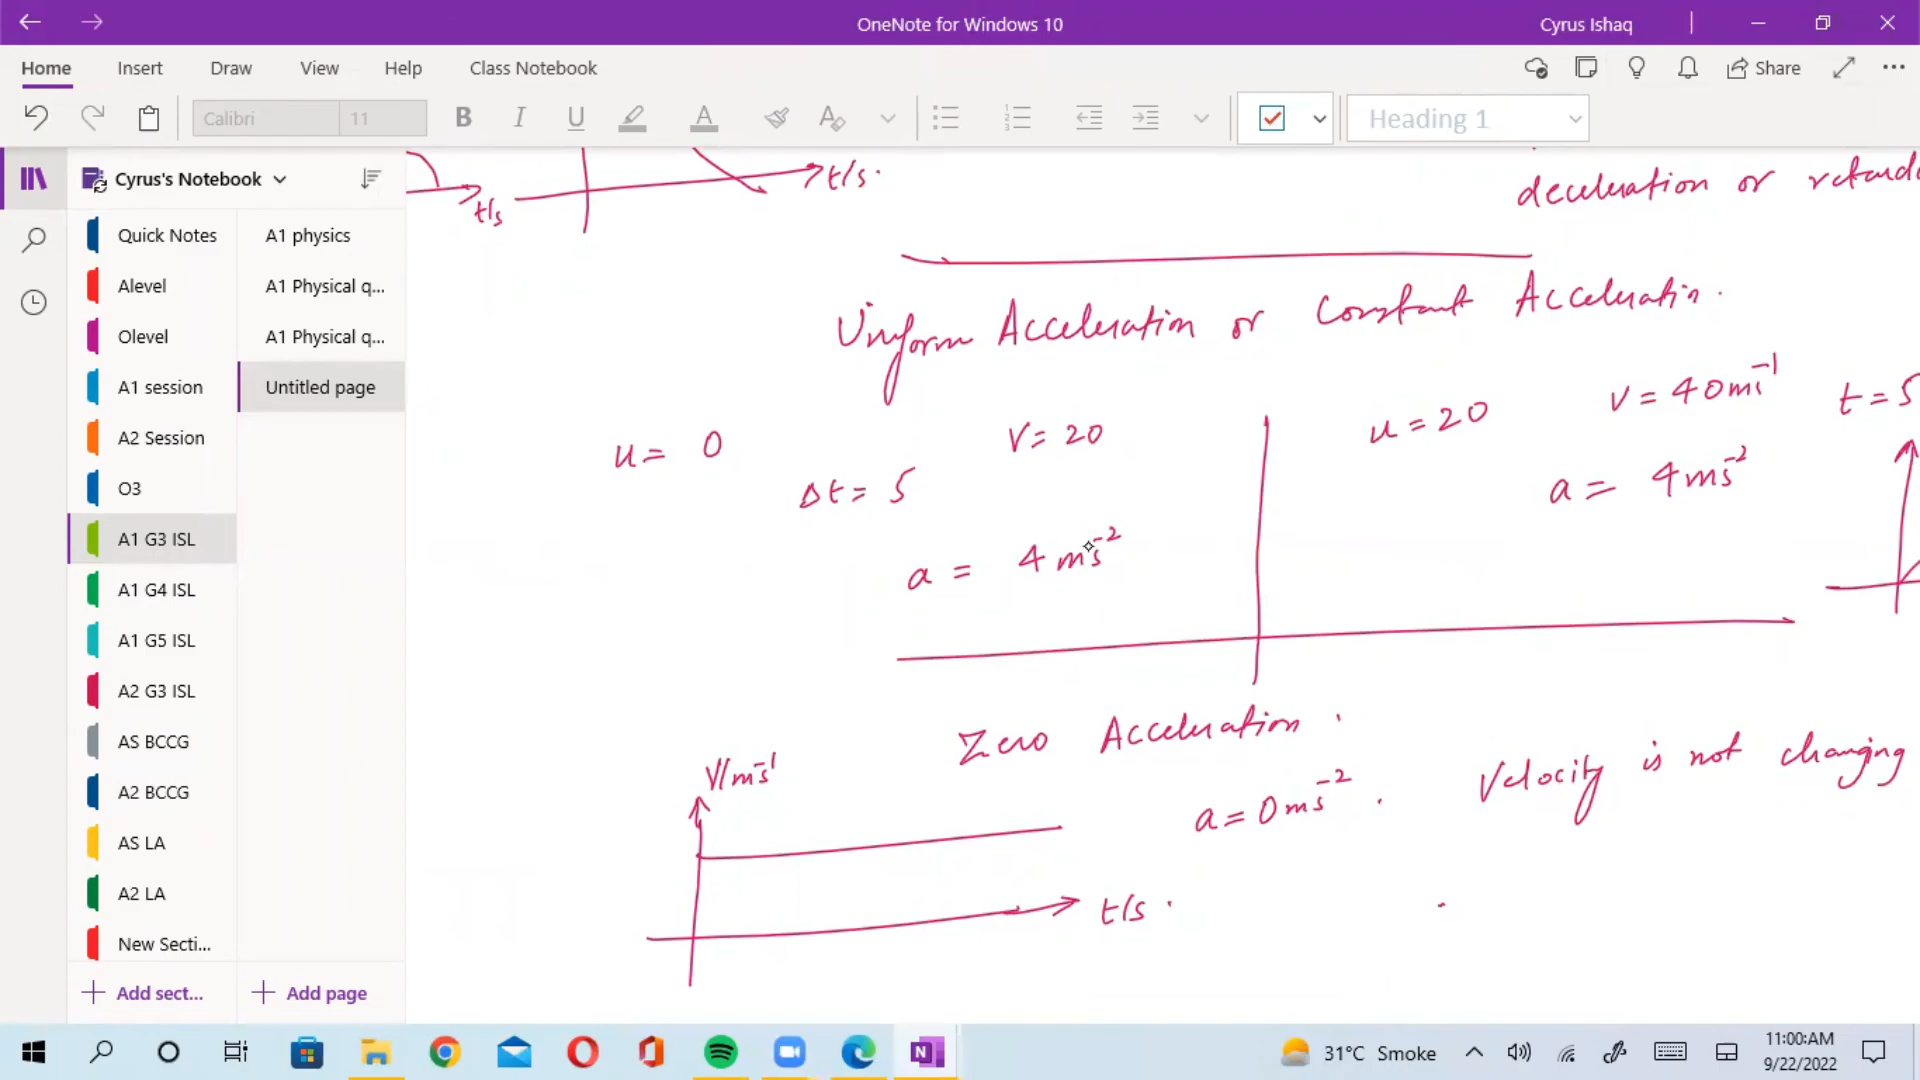 OneNote for Windows 10
Cyrus Ishaq
Home Insert Draw View Help Class Notebook
Share
Calibri 11 B I U A A Heading 1
Cyrus's Notebook
Quick Notes
Alevel
Olevel
A1 session
A2 Session
O3
A1 G3 ISL
A1 G4 ISL
A1 G5 ISL
A2 G3 ISL
AS BCCG
A2 BCCG
AS LA
A2 LA
New Secti...
Add sect...
A1 physics
A1 Physical q...
A1 Physical q...
Untitled page
Add page
t/s
t/s.
deceleration or retarda
Uniform Acceleration or Constant Acceleration.
u = 0
V = 20
Δt = 5
a = 4 ms⁻²
u = 20
V = 40ms⁻¹
t = 5
a = 4ms⁻²
Zero Acceleration.
V/ms⁻¹
a = 0ms⁻².
Velocity is not changing
t/s.
31°C Smoke
11:00:AM
9/22/2022